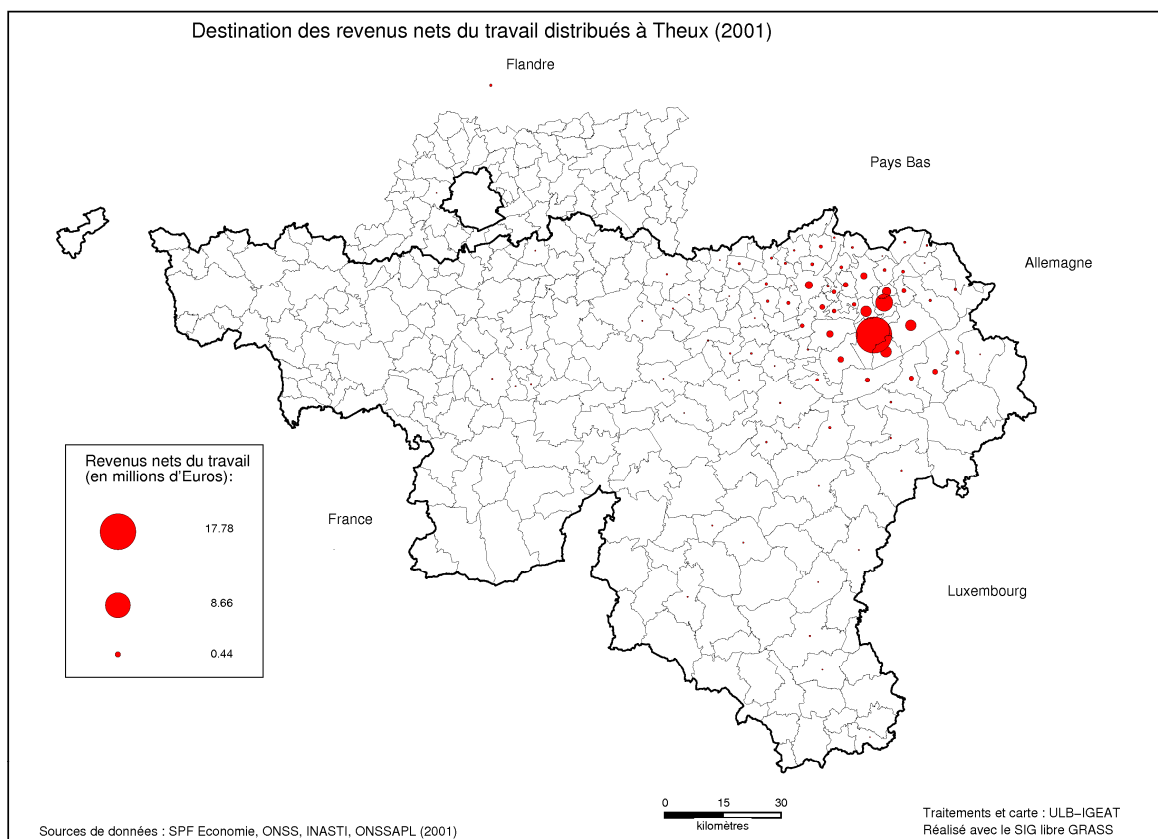 Destination des revenus nets du travail distribués à Theux (2001)
Flandre
Pays Bas
Allemagne
Revenus nets du travail
(en millions d'Euros):
17.78
8.66
0.44
France
Luxembourg
0 15 30
kilomètres
Sources de données : SPF Economie, ONSS, INASTI, ONSSAPL (2001)
Traitements et carte : ULB-IGEAT
Réalisé avec le SIG libre GRASS